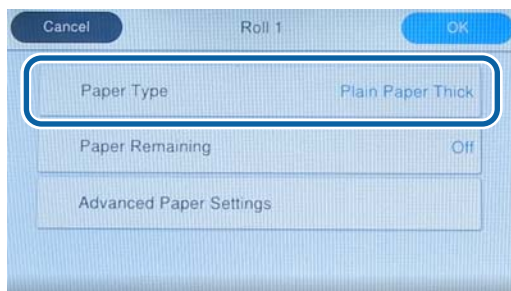 Cancel Roll 1 OK
Paper Type Plain Paper Thick
Paper Remaining Off
Advanced Paper Settings